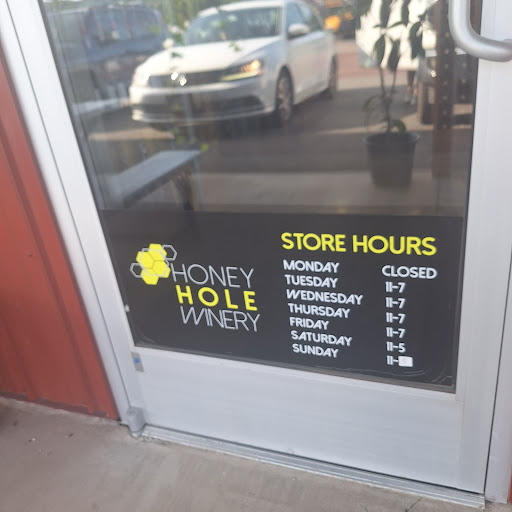 HONEY
HOLE
WINERY
STORE HOURS
MONDAY CLOSED
TUESDAY 11-7
WEDNESDAY 11-7
THURSDAY 11-7
FRIDAY 11-7
SATURDAY 11-5
SUNDAY 11-